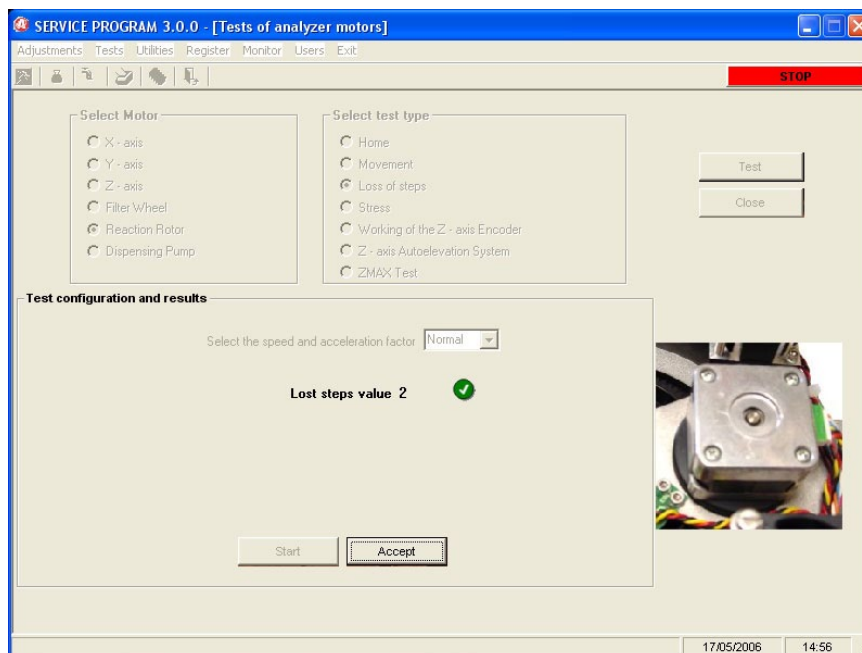 SERVICE PROGRAM 3.0.0 - [Tests of analyzer motors]
Adjustments Tests Utilities Register Monitor Users Exit
STOP
Select Motor
X - axis
Y - axis
Z - axis
Filter Wheel
Reaction Rotor
Dispensing Pump
Select test type
Home
Movement
Loss of steps
Stress
Working of the Z - axis Encoder
Z - axis Autoelevation System
ZMAX Test
Test
Close
Test configuration and results
Select the speed and acceleration factor Normal
Lost steps value 2
Start Accept
17/05/2006 14:56